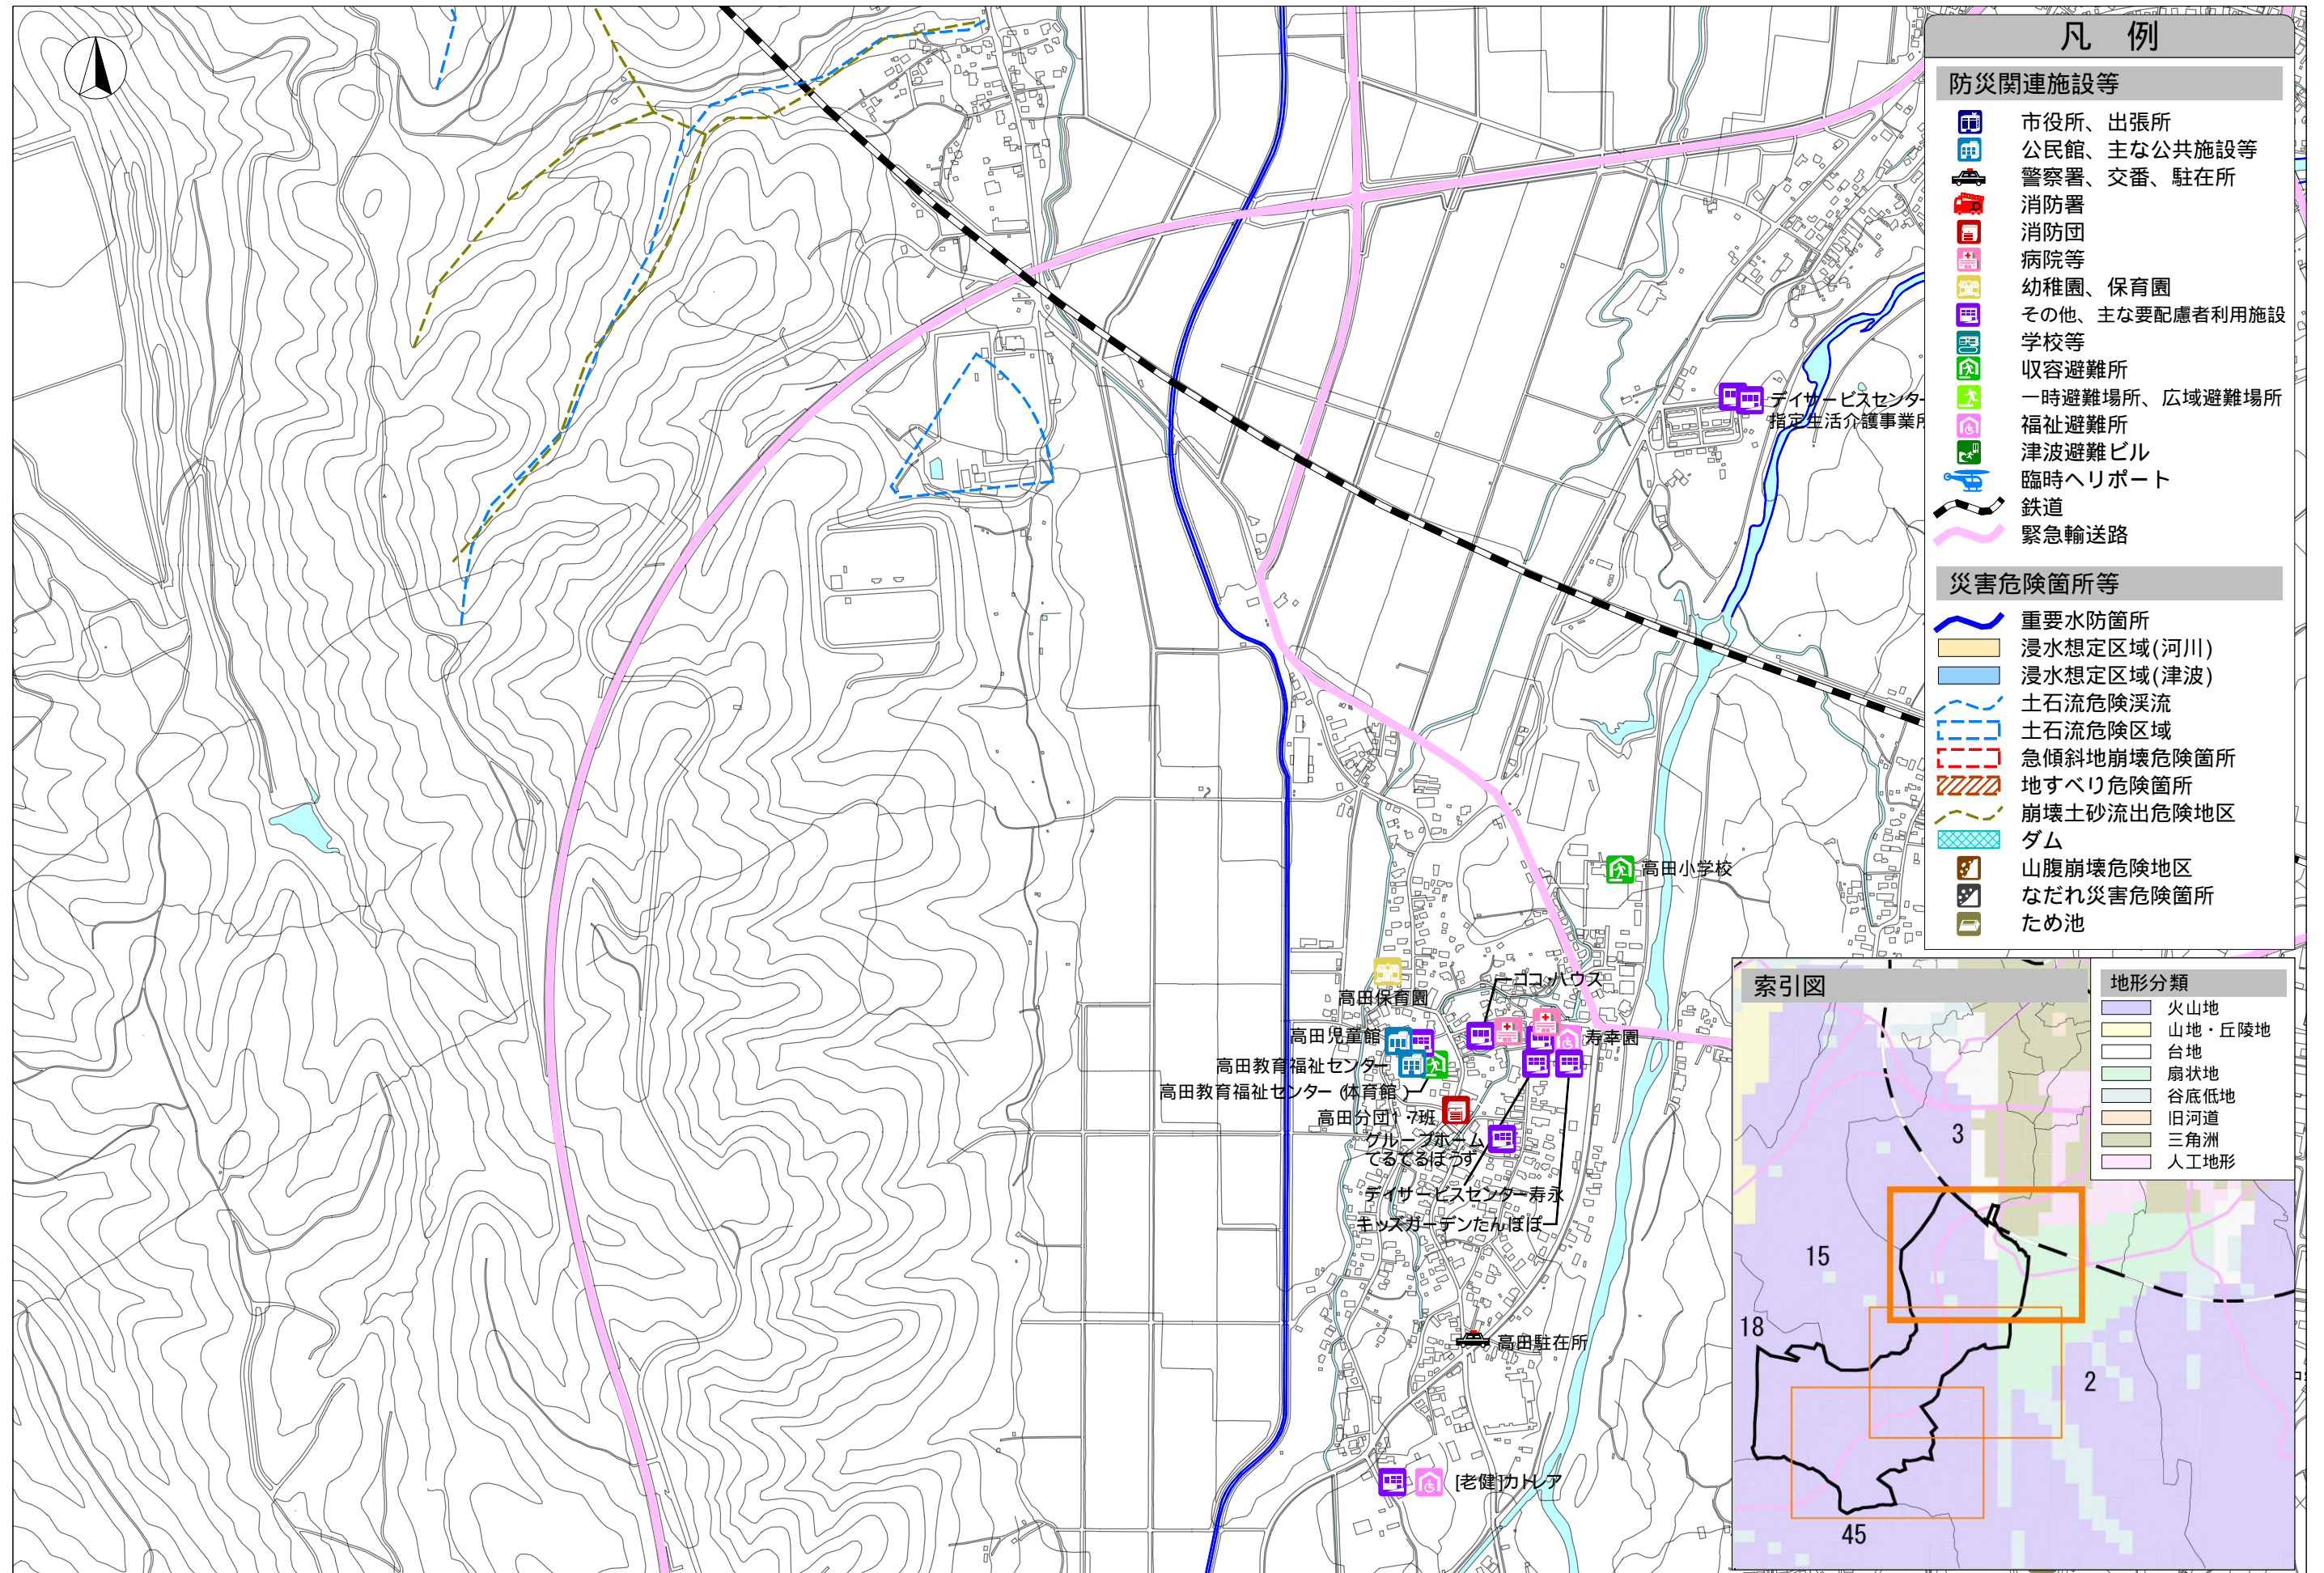 凡 例
防災関連施設等
市役所、出張所
公民館、主な公共施設等
警察署、交番、駐在所
消防署
消防団
病院等
幼稚園、保育園
その他、主な要配慮者利用施設
学校等
収容避難所
一時避難場所、広域避難場所
福祉避難所
津波避難ビル
臨時ヘリポート
鉄道
緊急輸送路
災害危険箇所等
重要水防箇所
浸水想定区域(河川)
浸水想定区域(津波)
土石流危険渓流
土石流危険区域
急傾斜地崩壊危険箇所
地すべり危険箇所
崩壊土砂流出危険地区
ダム
山腹崩壊危険地区
なだれ災害危険箇所
ため池
デイサービスセンター
指定生活介護事業所
高田小学校
高田保育園
ココ・ハウス
高田児童館
寿幸園
高田教育福祉センター
高田教育福祉センター(体育館)
高田分団1・7班
グループホーム
てるてるぼうず
デイサービスセンター寿永
キッズガーデンたんぽぽ
高田駐在所
[老健]カトレア
索引図
地形分類
火山地
山地・丘陵地
台地
扇状地
谷底低地
旧河道
三角洲
人工地形
3
15
18
2
45